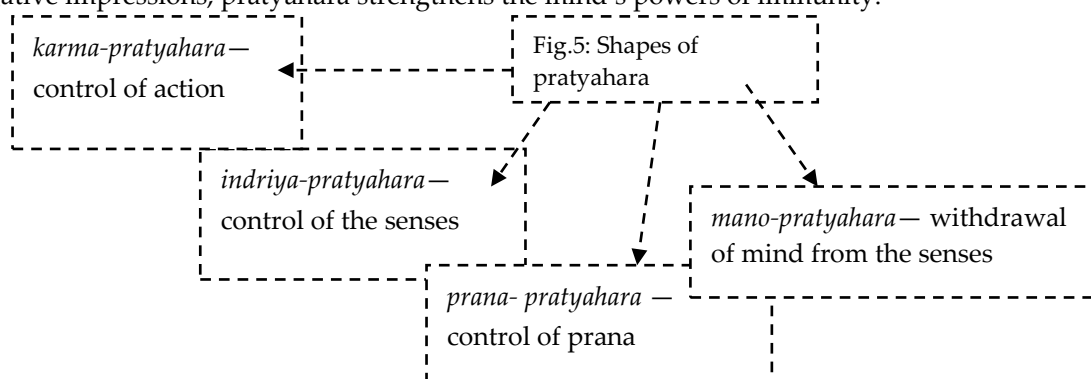 ative impressions, pratyahara strengthens the mind's powers of immunity.
karma-pratyahara—
control of action
Fig.5: Shapes of
pratyahara
indriya-pratyahara—
control of the senses
mano-pratyahara— withdrawal
of mind from the senses
prana- pratyahara —
control of prana